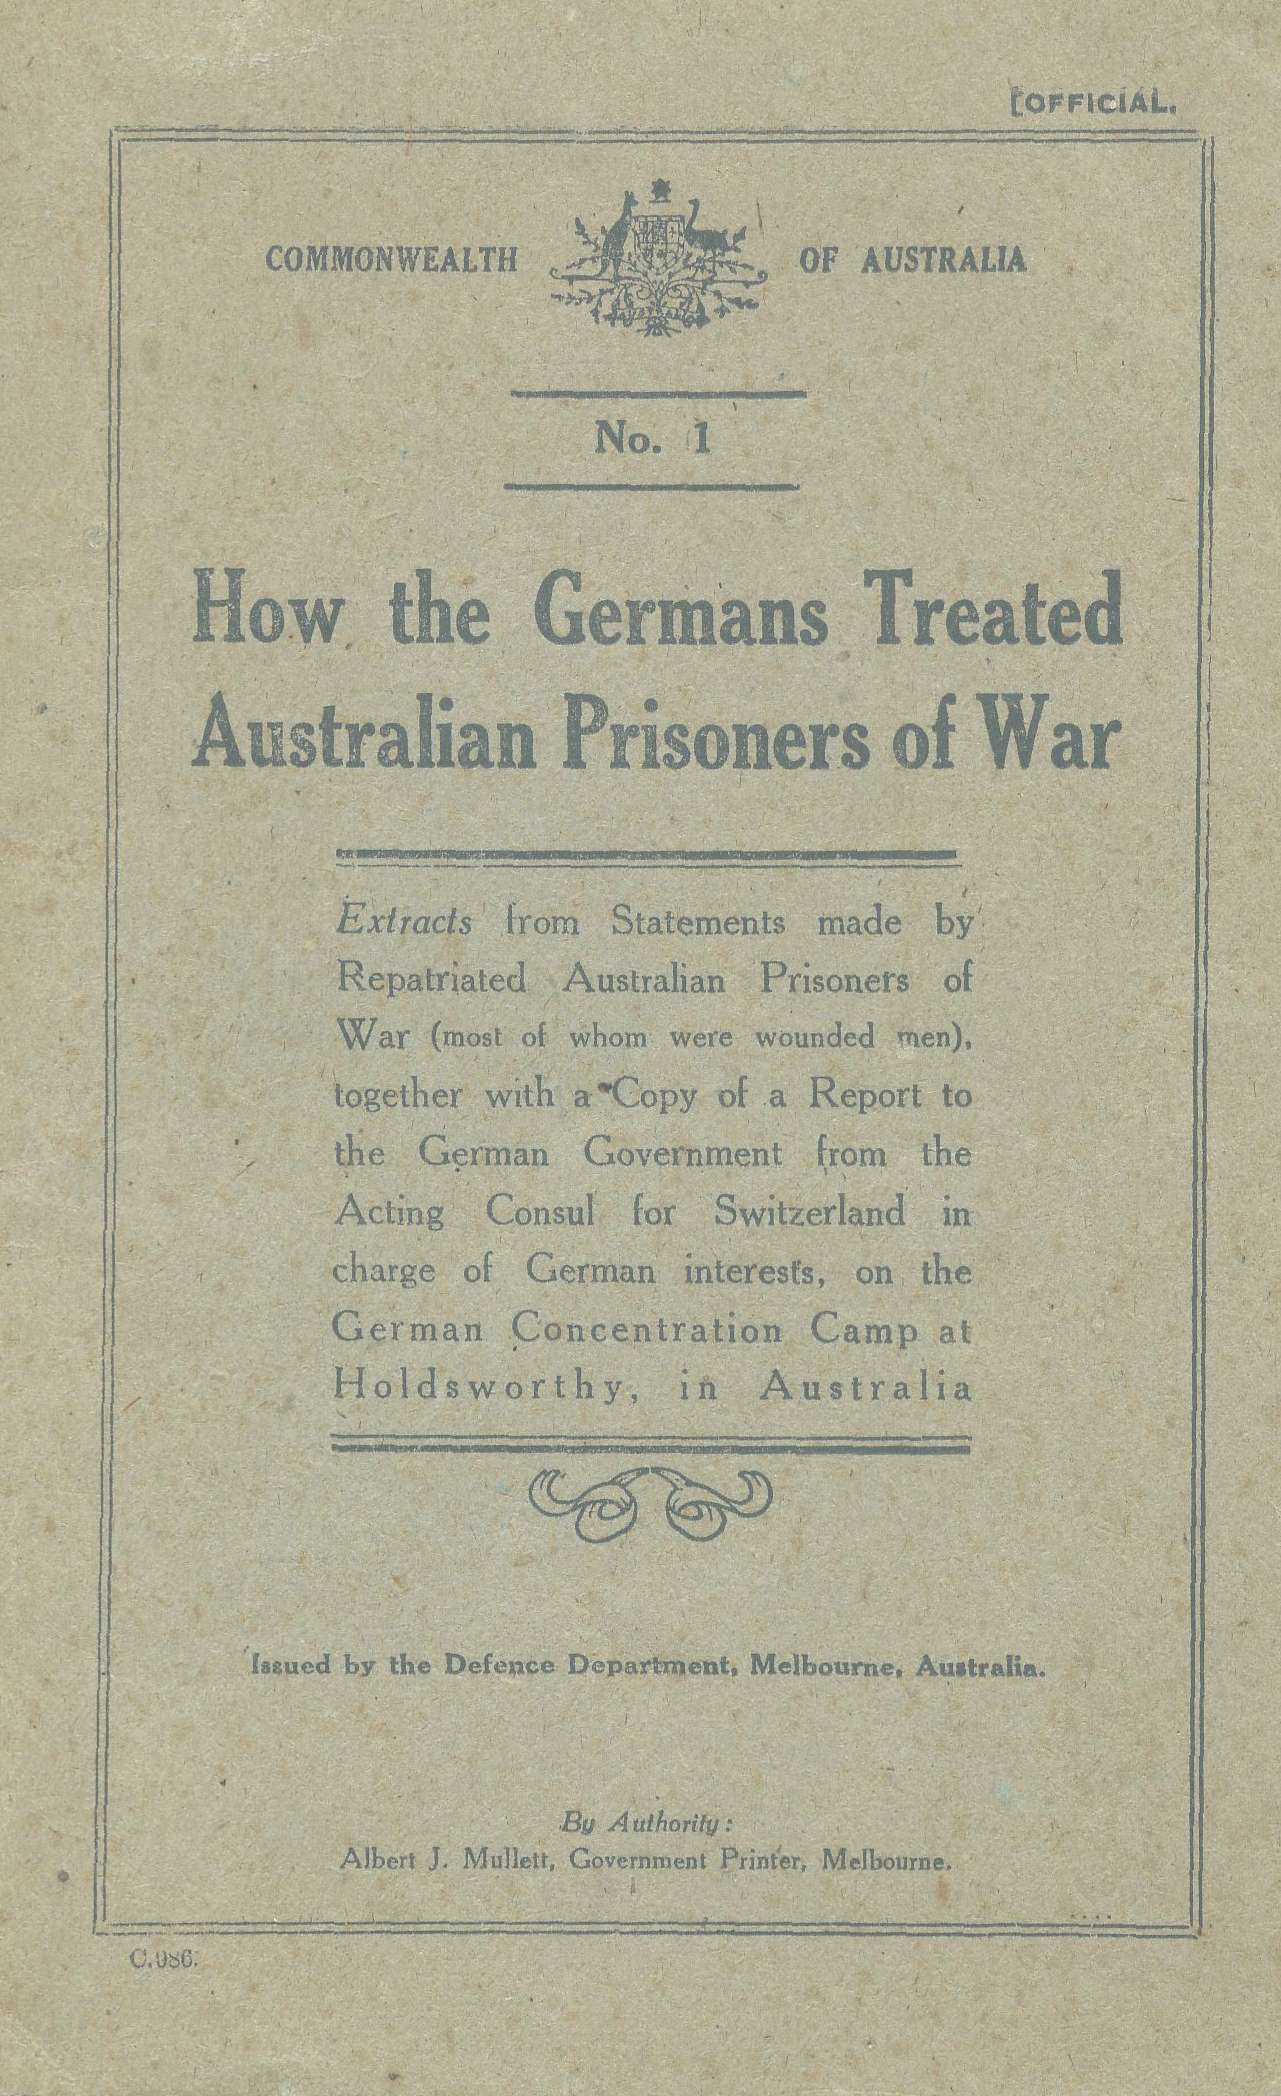 [OFFICIAL.
COMMONWEALTH OF AUSTRALIA
No. 1
How the Germans Treated
Australian Prisoners of War
Extracts from Statements made by
Repatriated Australian Prisoners of
War (most of whom were wounded men),
together with a Copy of a Report to
the German Government from the
Acting Consul for Switzerland in
charge of German interests, on the
German Concentration Camp at
Holdsworthy, in Australia
Issued by the Defence Department, Melbourne, Australia.
By Authority:
Albert J. Mullett, Government Printer, Melbourne.
C.986.